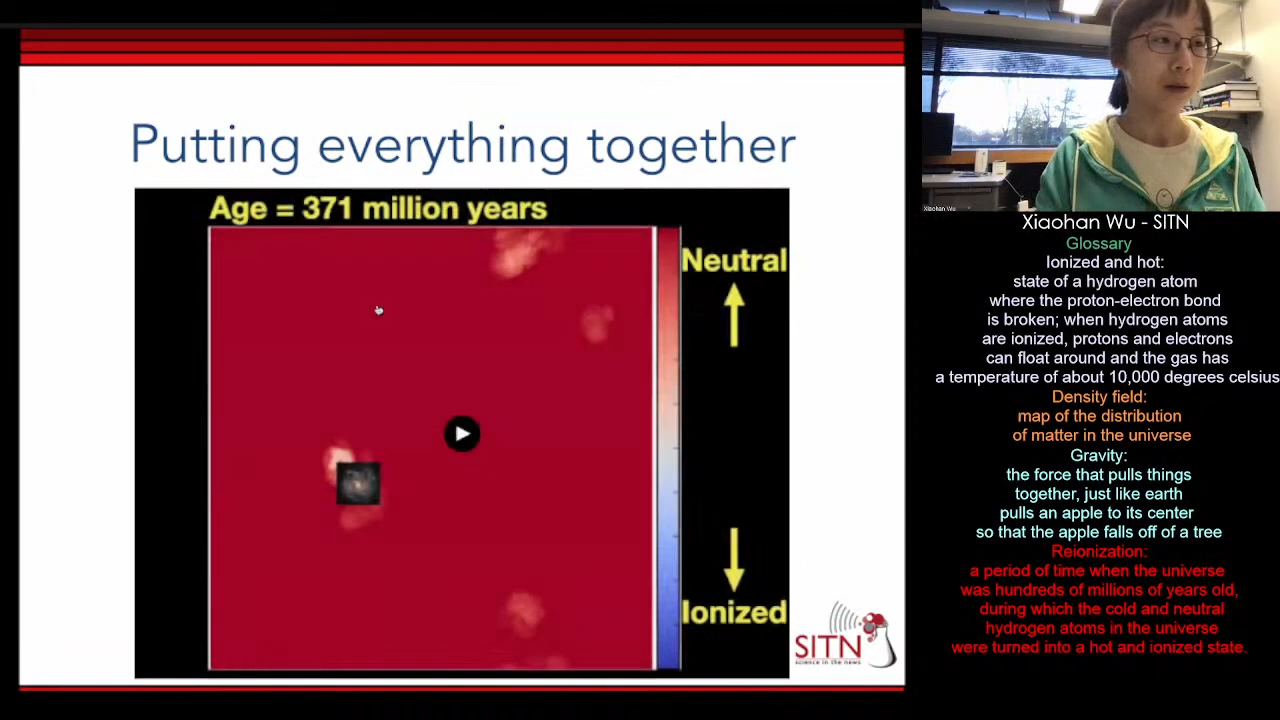 Putting everything together
Age = 371 million years
Neutral
Ionized
SITN
science in the news
Xiaohan Wu
Xiaohan Wu - SITN
Glossary
Ionized and hot:
state of a hydrogen atom
where the proton-electron bond
is broken; when hydrogen atoms
are ionized, protons and electrons
can float around and the gas has
a temperature of about 10,000 degrees celsius
Density field:
map of the distribution
of matter in the universe
Gravity:
the force that pulls things
together, just like earth
pulls an apple to its center
so that the apple falls off of a tree
Reionization:
a period of time when the universe
was hundreds of millions of years old,
during which the cold and neutral
hydrogen atoms in the universe
were turned into a hot and ionized state.